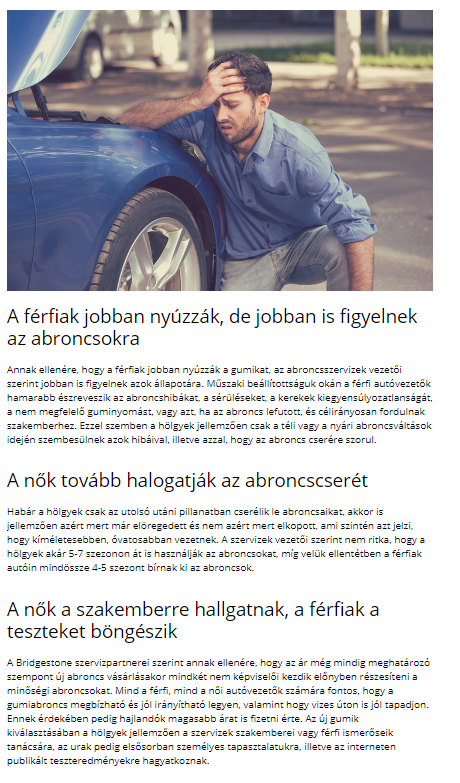 A férfiak jobban nyúzzák, de jobban is figyelnek
az abroncsokra
Annak ellenére, hogy a férfiak jobban nyúzzák a gumikat, az abroncsszervizek vezetői
szerint jobban is figyelnek azok állapotára. Műszaki beállítottságuk okán a férfi autóvezetők
hamarabb észreveszik az abroncshibákat, a sérüléseket, a kerekek kiegyensúlyozatlanságát,
a nem megfelelő guminyomást, vagy azt, ha az abroncs lefutott, és célirányosan fordulnak
szakemberhez. Ezzel szemben a hölgyek jellemzően csak a téli vagy a nyári abroncsváltások
idején szembesülnek azok hibáival, illetve azzal, hogy az abroncs cserére szorul.
A nők tovább halogatják az abroncscserét
Habár a hölgyek csak az utolsó utáni pillanatban cserélik le abroncsaikat, akkor is
jellemzően azért mert már elöregedett és nem azért mert elkopott, ami szintén azt jelzi,
hogy kíméletesebben, óvatosabban vezetnek. A szervizek vezetői szerint nem ritka, hogy a
hölgyek akár 5-7 szezonon át is használják az abroncsokat, míg velük ellentétben a férfiak
autóin mindössze 4-5 szezont bírnak ki az abroncsok.
A nők a szakemberre hallgatnak, a férfiak a
teszteket böngészik
A Bridgestone szervizpartnerei szerint annak ellenére, hogy az ár még mindig meghatározó
szempont új abroncs vásárlásakor mindkét nem képviselői kezdik előnyben részesíteni a
minőségi abroncsokat. Mind a férfi, mind a női autóvezetők számára fontos, hogy a
gumiabroncs megbízható és jól irányítható legyen, valamint hogy vizes úton is jól tapadjon.
Ennek érdekében pedig hajlandók magasabb árat is fizetni érte. Az új gumik
kiválasztásában a hölgyek jellemzően a szervizek szakemberei vagy férfi ismerőseik
tanácsára, az urak pedig elsősorban személyes tapasztalatukra, illetve az interneten
publikált teszteredményekre hagyatkoznak.